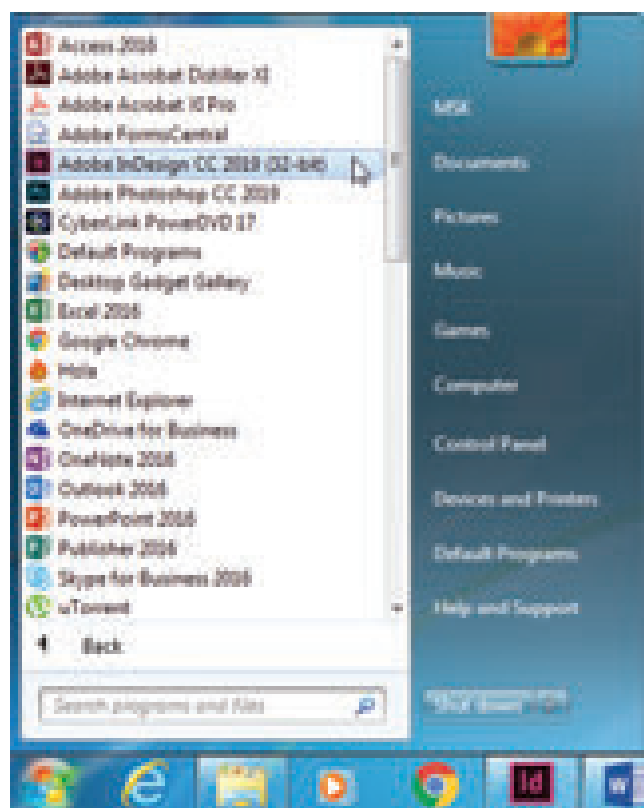 Access 2016
Adobe Acrobat Distiller XI
Adobe Acrobat XI Pro
Adobe FormsCentral
Adobe InDesign CC 2019 (32-bit)
Adobe Photoshop CC 2019
CyberLink PowerDVD 17
Default Programs
Desktop Gadget Gallery
Excel 2016
Google Chrome
Hola
Internet Explorer
OneDrive for Business
OneNote 2016
Outlook 2016
PowerPoint 2016
Publisher 2016
Skype for Business 2016
uTorrent
Back
Search programs and files
MSK
Documents
Pictures
Music
Games
Computer
Control Panel
Devices and Printers
Default Programs
Help and Support
Shut down
Id
W